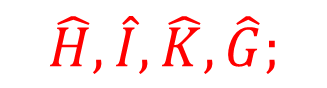 Ĥ, Î, K̂, Ĝ;